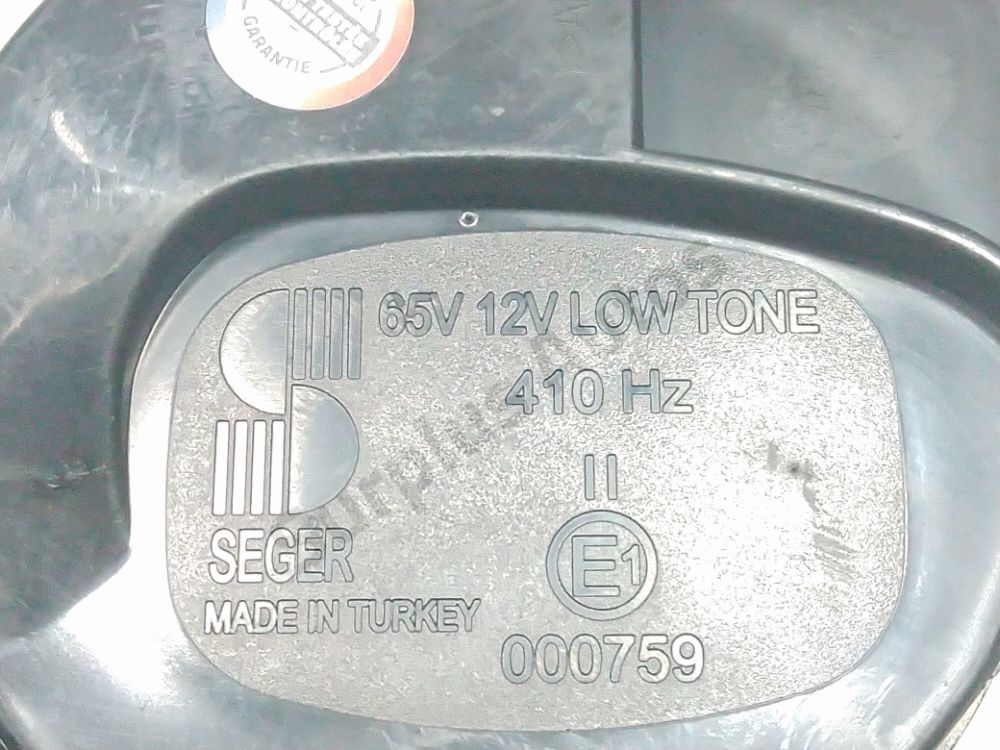 GARANTIE
65V 12V LOW TONE
410 Hz
II
E1
000759
SEGER
MADE IN TURKEY